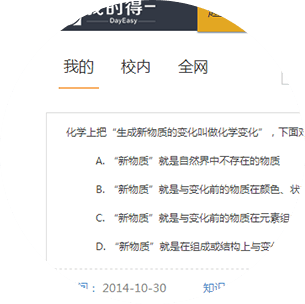 我的得一
DayEasy
我的 校内 全网
化学上把“生成新物质的变化叫做化学变化”，下面对
A. “新物质”就是自然界中不存在的物质
B. “新物质”就是与变化前的物质在颜色、状
C. “新物质”就是与变化前的物质在元素组
D. “新物质”就是在组成或结构上与变
间：2014-10-30 知识